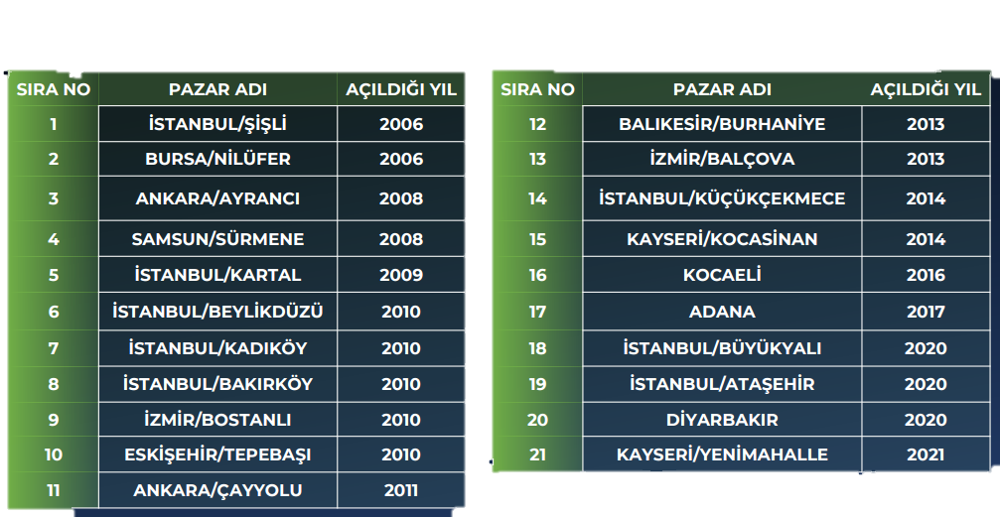 SIRA NO PAZAR ADI AÇILDIĞI YIL
1 İSTANBUL/ŞİŞLİ 2006
2 BURSA/NİLÜFER 2006
3 ANKARA/AYRANCI 2008
4 SAMSUN/SÜRMENE 2008
5 İSTANBUL/KARTAL 2009
6 İSTANBUL/BEYLİKDÜZÜ 2010
7 İSTANBUL/KADIKÖY 2010
8 İSTANBUL/BAKIRKÖY 2010
9 İZMİR/BOSTANLI 2010
10 ESKİŞEHİR/TEPEBAŞI 2010
11 ANKARA/ÇAYYOLU 2011
SIRA NO PAZAR ADI AÇILDIĞI YIL
12 BALIKESİR/BURHANİYE 2013
13 İZMİR/BALÇOVA 2013
14 İSTANBUL/KÜÇÜKÇEKMECE 2014
15 KAYSERİ/KOCASİNAN 2014
16 KOCAELİ 2016
17 ADANA 2017
18 İSTANBUL/BÜYÜKYALI 2020
19 İSTANBUL/ATAŞEHİR 2020
20 DİYARBAKIR 2020
21 KAYSERİ/YENİMAHALLE 2021